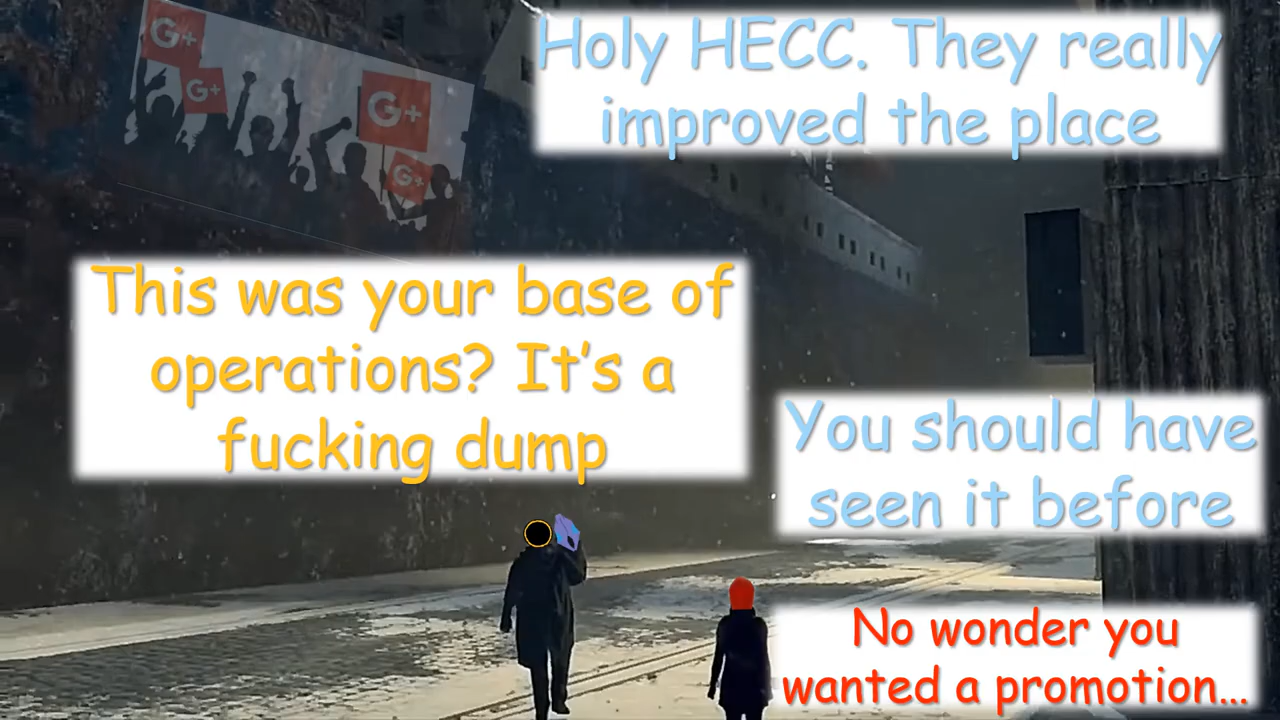 G+
G+
G+
G+
Holy HECC. They really
improved the place
This was your base of
operations? It's a
fucking dump
You should have
seen it before
No wonder you
wanted a promotion...